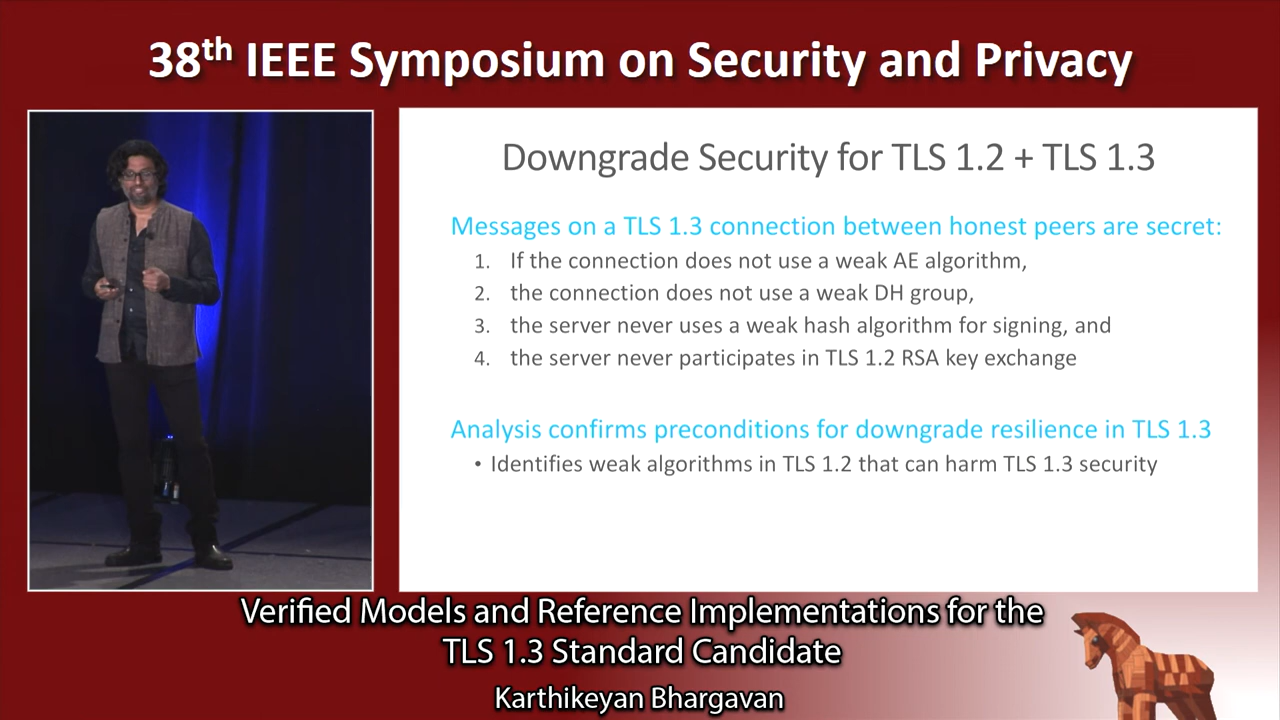 38th IEEE Symposium on Security and Privacy
Downgrade Security for TLS 1.2 + TLS 1.3
Messages on a TLS 1.3 connection between honest peers are secret:
1. If the connection does not use a weak AE algorithm,
2. the connection does not use a weak DH group,
3. the server never uses a weak hash algorithm for signing, and
4. the server never participates in TLS 1.2 RSA key exchange
Analysis confirms preconditions for downgrade resilience in TLS 1.3
• Identifies weak algorithms in TLS 1.2 that can harm TLS 1.3 security
Verified Models and Reference Implementations for the
TLS 1.3 Standard Candidate
Karthikeyan Bhargavan